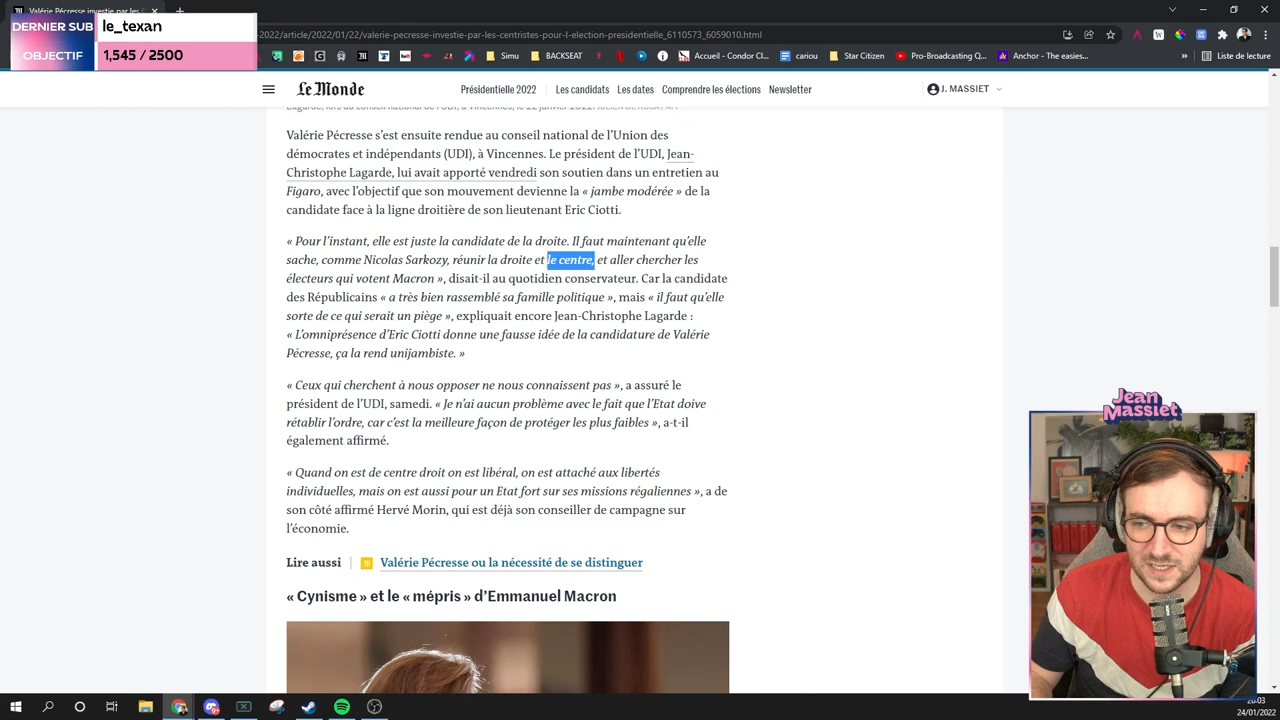 Valérie Pécresse investie par les
DERNIER SUB le_texan
OBJECTIF 1,545 / 2500
2022/article/2022/01/22/valerie-pecresse-investie-par-les-centristes-pour-l-election-presidentielle_6110573_6059010.html
Simu
BACKSEAT
Condor Cl...
Accueil - 01.0...
cariou
Star Citizen
Pro-Broadcasting Q...
Anchor - The easies...
»
Liste de lecture
Le Monde
Présidentielle 2022
Les candidats
Les dates
Comprendre les élections
Newsletter
J. MASSIET
Lagarde, lors du conseil national de l'UDI, à Vincennes, le 22 janvier 2022.
Valérie Pécresse s’est ensuite rendue au conseil national de l’Union des
démocrates et indépendants (UDI), à Vincennes. Le président de l’UDI, Jean-
Christophe Lagarde, lui avait apporté vendredi son soutien dans un entretien au
Figaro, avec l’objectif que son mouvement devienne la « jambe modérée » de la
candidate face à la ligne droitière de son lieutenant Eric Ciotti.
« Pour l’instant, elle est juste la candidate de la droite. Il faut maintenant qu’elle
sache, comme Nicolas Sarkozy, réunir la droite et le centre, et aller chercher les
électeurs qui votent Macron », disait-il au quotidien conservateur. Car la candidate
des Républicains « a très bien rassemblé sa famille politique », mais « il faut qu’elle
sorte de ce qui serait un piège », expliquait encore Jean-Christophe Lagarde :
« L’omniprésence d’Eric Ciotti donne une fausse idée de la candidature de Valérie
Pécresse, ça la rend unijambiste. »
« Ceux qui cherchent à nous opposer ne nous connaissent pas », a assuré le
président de l’UDI, samedi. « Je n’ai aucun problème avec le fait que l’Etat doive
rétablir l’ordre, car c’est la meilleure façon de protéger les plus faibles », a-t-il
également affirmé.
« Quand on est de centre droit on est libéral, on est attaché aux libertés
individuelles, mais on est aussi pour un Etat fort sur ses missions régaliennes », a de
son côté affirmé Hervé Morin, qui est déjà son conseiller de campagne sur
l’économie.
Lire aussi | Valérie Pécresse ou la nécessité de se distinguer
« Cynisme » et le « mépris » d’Emmanuel Macron
Jean
Massiet
24/01/2022